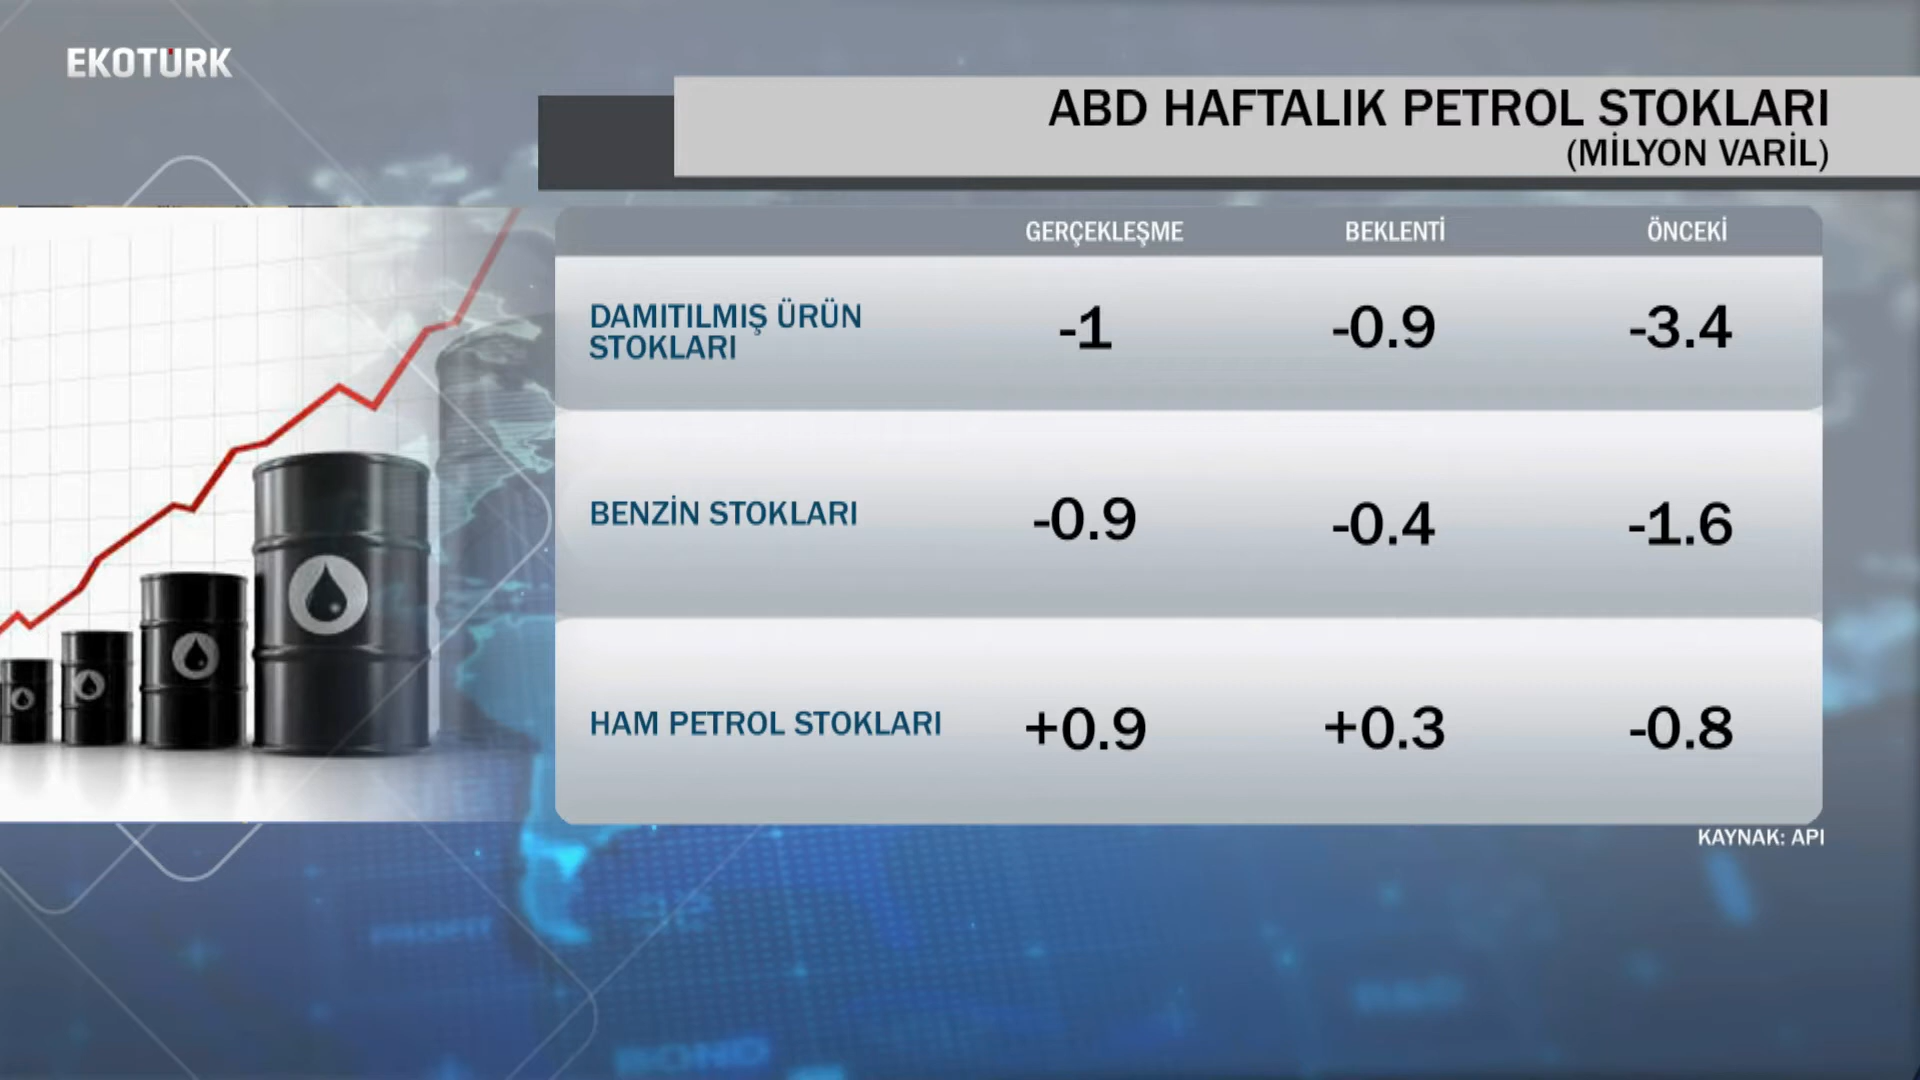 EKOTÜRK
ABD HAFTALIK PETROL STOKLARI
(MİLYON VARİL)
GERÇEKLEŞME BEKLENTİ ÖNCEKİ
DAMITILMIŞ ÜRÜN
STOKLARI
-1 -0.9 -3.4
BENZİN STOKLARI -0.9 -0.4 -1.6
HAM PETROL STOKLARI +0.9 +0.3 -0.8
KAYNAK: API
PROFIT
BOND